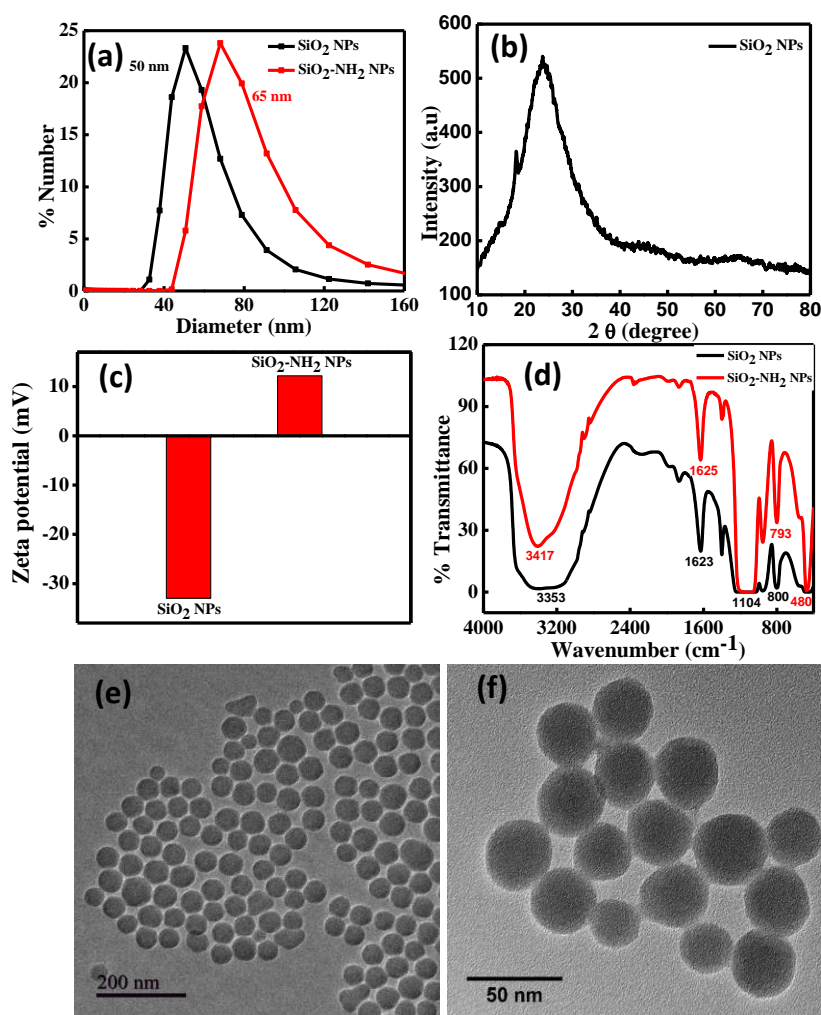 (a)
SiO2 NPs
SiO2-NH2 NPs
50 nm
65 nm
25
20
15
10
5
0
% Number
0 40 80 120 160
Diameter (nm)
(b)
SiO2 NPs
600
500
400
300
200
100
Intensity (a.u)
10 20 30 40 50 60 70 80
2 θ (degree)
(c)
SiO2-NH2 NPs
10
0
-10
-20
-30
Zeta potential (mV)
SiO2 NPs
(d)
SiO2 NPs
SiO2-NH2 NPs
120
90
60
30
0
% Transmittance
3417
3353
1625
1623
1104
793
800
480
4000 3200 2400 1600 800
Wavenumber (cm-1)
(e)
200 nm
(f)
50 nm